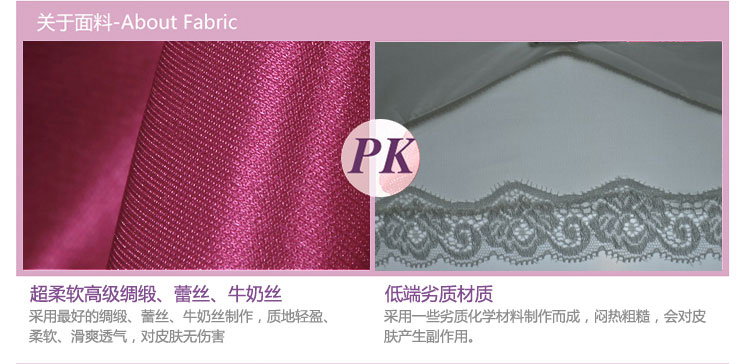 关于面料-About Fabric
PK
超柔软高级绸缎、蕾丝、牛奶丝
采用最好的绸缎、蕾丝、牛奶丝制作，质地轻盈、
柔软、滑爽透气，对皮肤无伤害
低端劣质材质
采用一些劣质化学材料制作而成，闷热粗糙，会对皮
肤产生副作用。